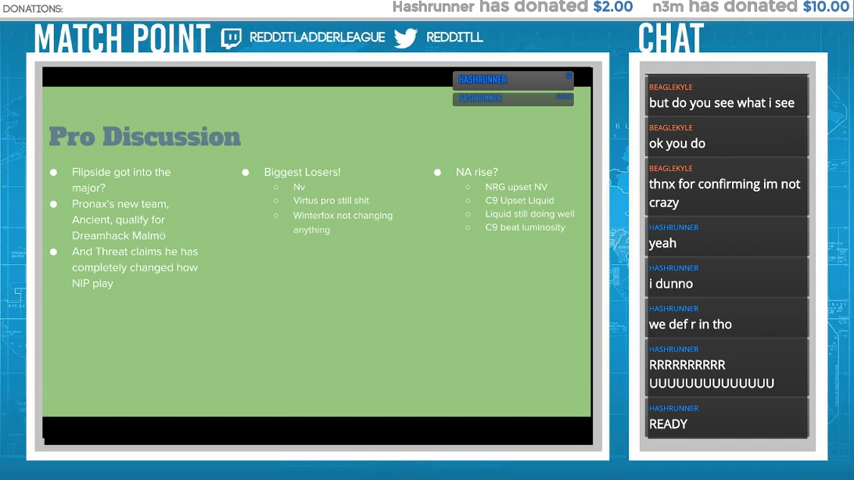 DONATIONS:
Hashrunner has donated $2.00 n3m has donated $10.00
MATCH POINT REDDITLADDERLEAGUE REDDITLL
CHAT
HASHRUNNER
HASHRUNNER
Pro Discussion
Flipside got into the
major?
Pronax's new team,
Ancient, qualify for
Dreamhack Malmö
And Threat claims he has
completely changed how
NIP play
Biggest Losers!
Nv
Virtus pro still shit
Winterfox not changing
anything
NA rise?
NRG upset NV
C9 Upset Liquid
Liquid still doing well
C9 beat luminosity
BEAGLEKYLE
but do you see what i see
BEAGLEKYLE
ok you do
BEAGLEKYLE
thnx for confirming im not
crazy
HASHRUNNER
yeah
HASHRUNNER
i dunno
HASHRUNNER
we def r in tho
HASHRUNNER
RRRRRRRRRR
UUUUUUUUUUUUUU
HASHRUNNER
READY